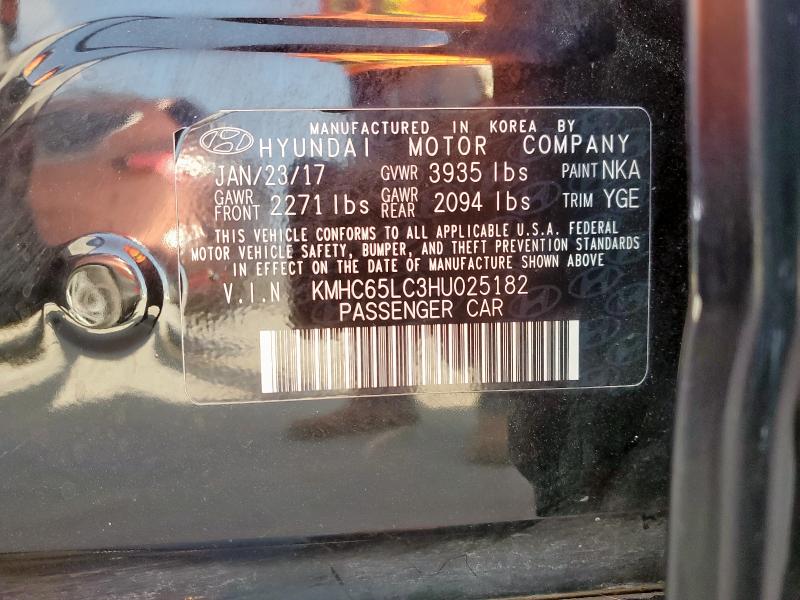 MANUFACTURED IN KOREA BY
HYUNDAI MOTOR COMPANY
JAN/23/17 GVWR 3935 lbs PAINT NKA
GAWR FRONT 2271 lbs GAWR REAR 2094 lbs TRIM YGE
THIS VEHICLE CONFORMS TO ALL APPLICABLE U.S.A. FEDERAL
MOTOR VEHICLE SAFETY, BUMPER, AND THEFT PREVENTION STANDARDS
IN EFFECT ON THE DATE OF MANUFACTURE SHOWN ABOVE
V.I.N KMHC65LC3HU025182
PASSENGER CAR